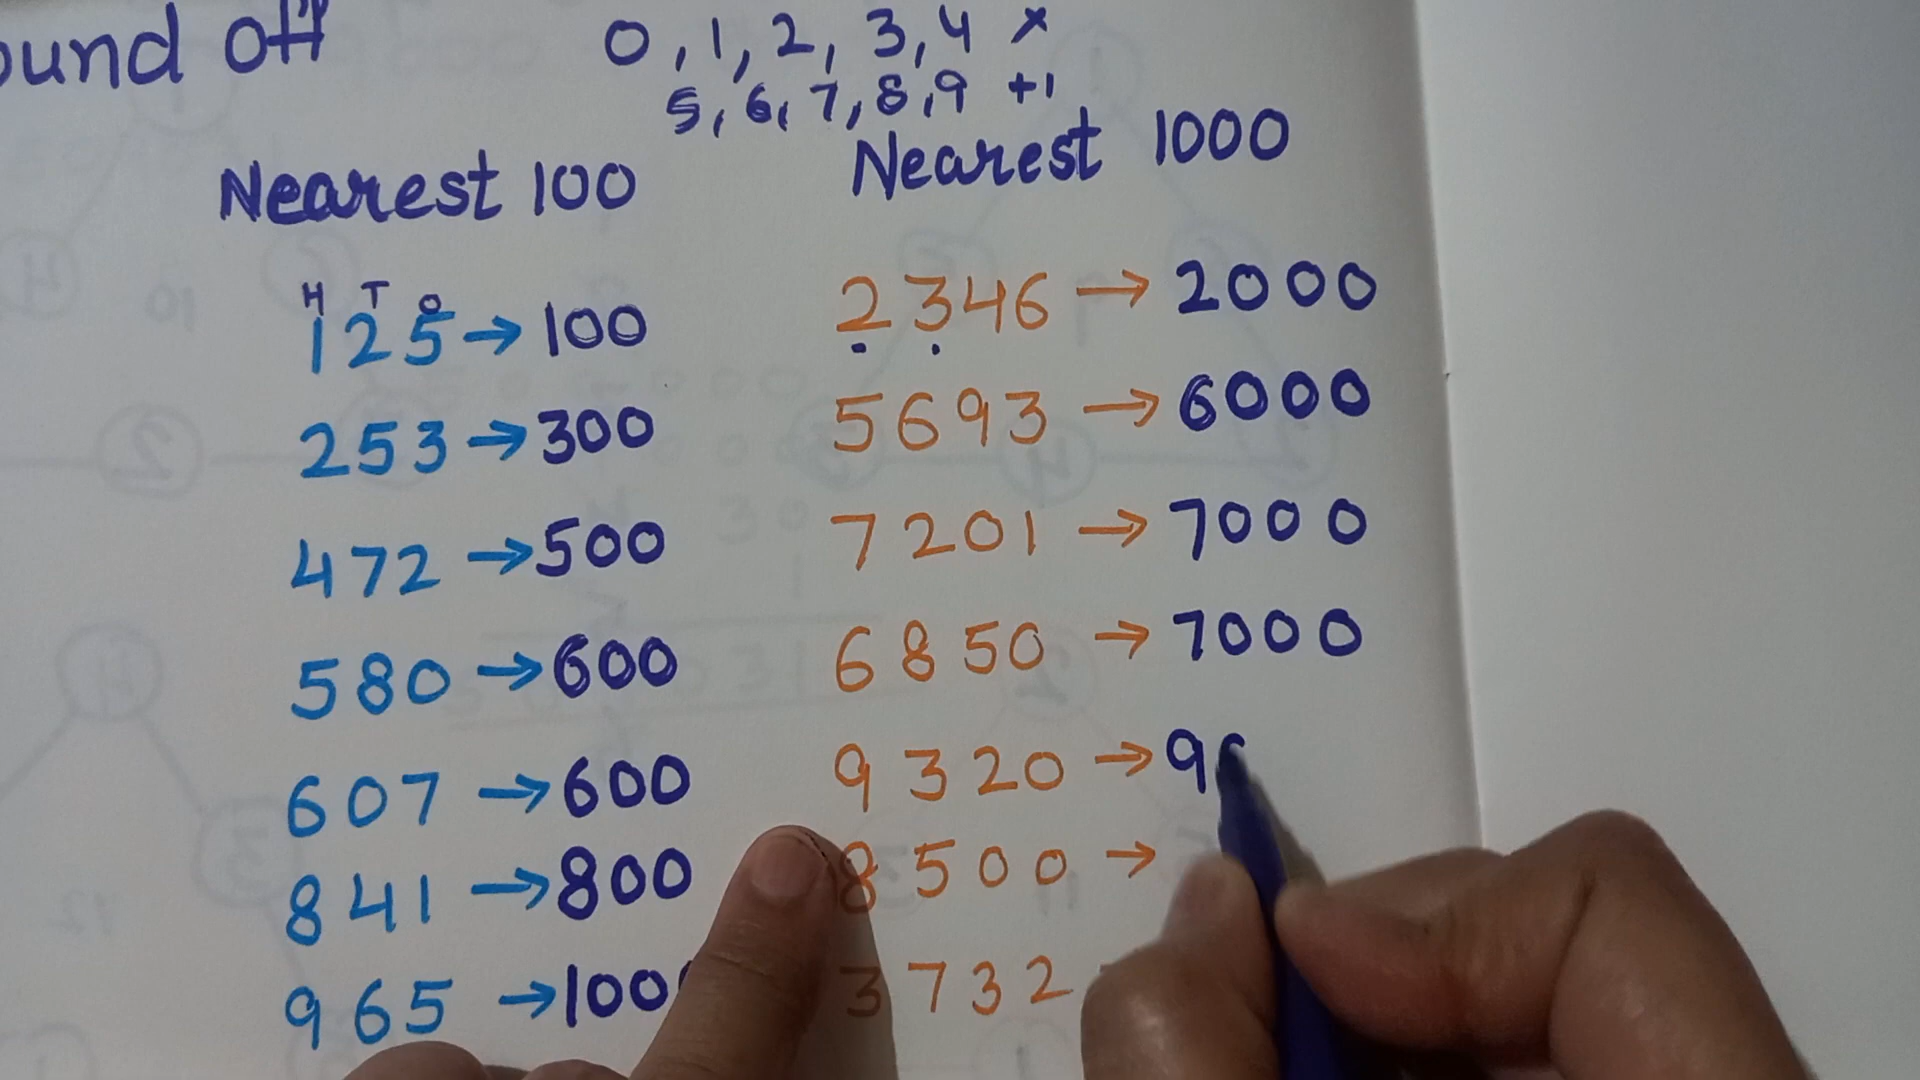 ound off
0, 1, 2, 3, 4 ×
5, 6, 7, 8, 9 +1
Nearest 100
H T O
125 → 100
253 → 300
472 → 500
580 → 600
607 → 600
841 → 800
965 → 100
Nearest 1000
2346 → 2000
5693 → 6000
7201 → 7000
6850 → 7000
9320 → 9
8500 →
3732